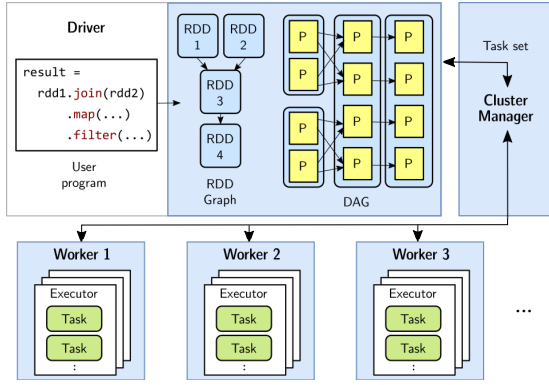 Driver
result =
rdd1.join(rdd2)
.map(...)
.filter(...)
User
program
RDD
1
RDD
2
RDD
3
RDD
4
RDD
Graph
P
P
P
P
P
P
P
P
P
P
P
P
DAG
Task set
Cluster
Manager
Worker 1
Executor
Task
Task
:
Worker 2
Executor
Task
Task
:
Worker 3
Executor
Task
Task
:
...